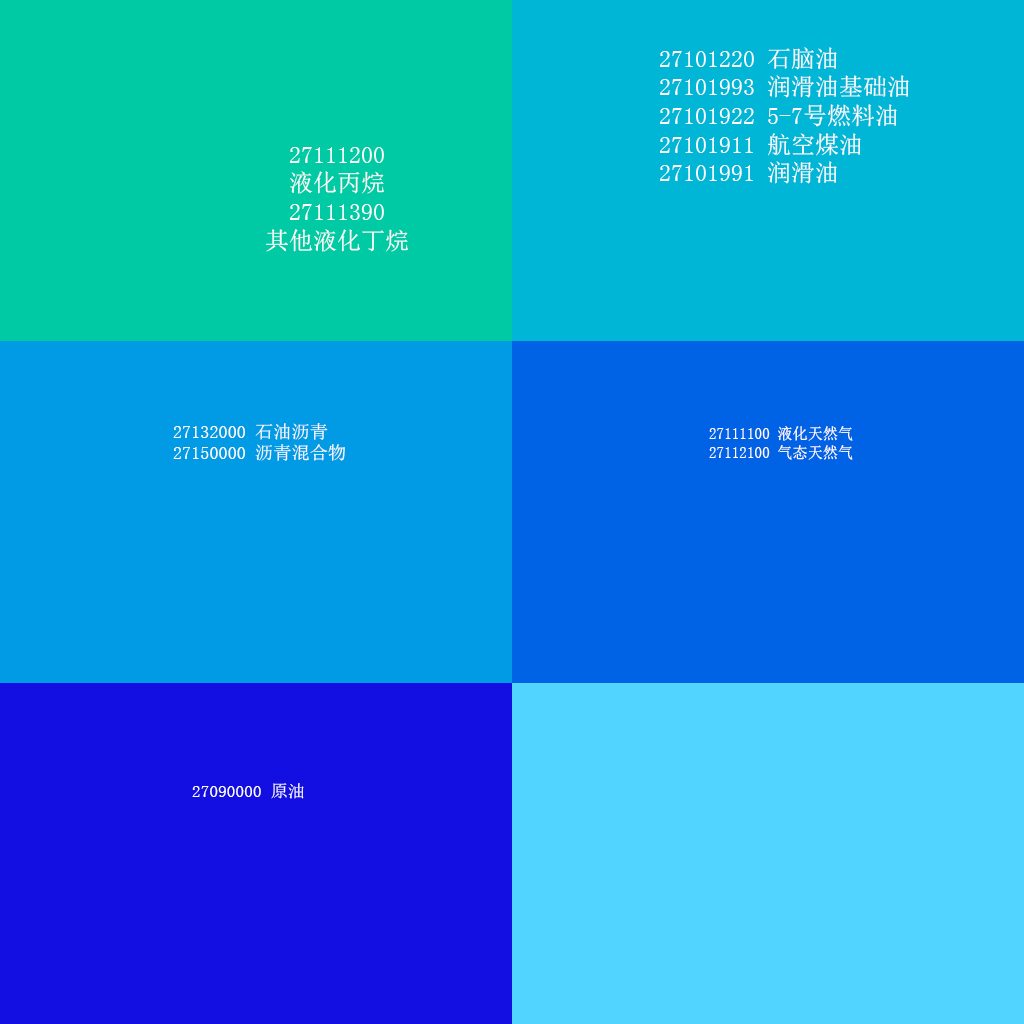 27111200
液化丙烷
27111390
其他液化丁烷
27101220 石脑油
27101993 润滑油基础油
27101922 5-7号燃料油
27101911 航空煤油
27101991 润滑油
27132000 石油沥青
27150000 沥青混合物
27111100 液化天然气
27112100 气态天然气
27090000 原油